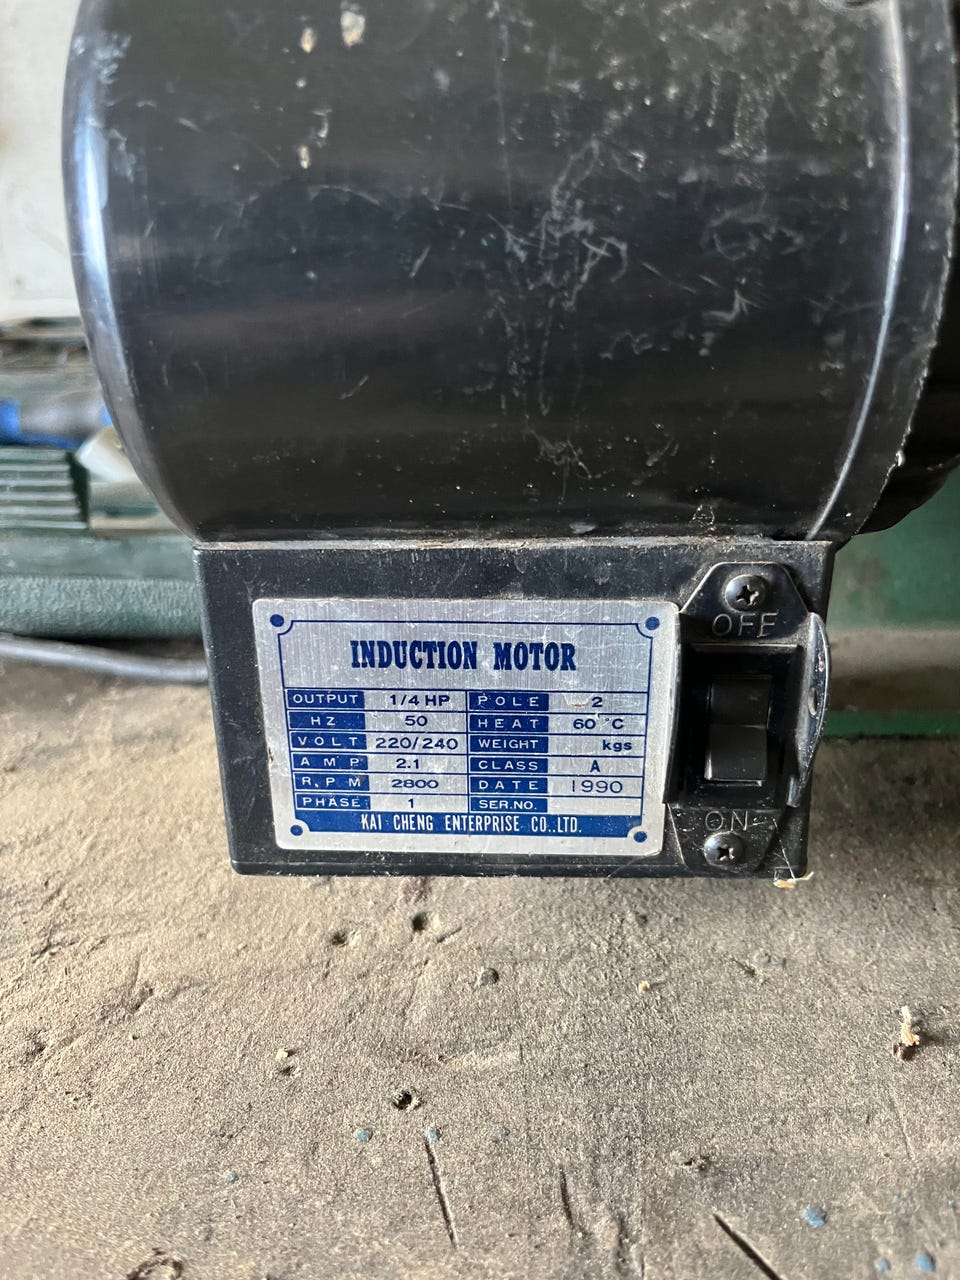 INDUCTION MOTOR
OUTPUT 1/4 HP POLE 2
HZ 50 HEAT 60 °C
VOLT 220/240 WEIGHT kgs
AMP 2.1 CLASS A
R.P.M 2800 DATE 1990
PHASE 1 SER.NO.
KAI CHENG ENTERPRISE CO.,LTD.
OFF
ON